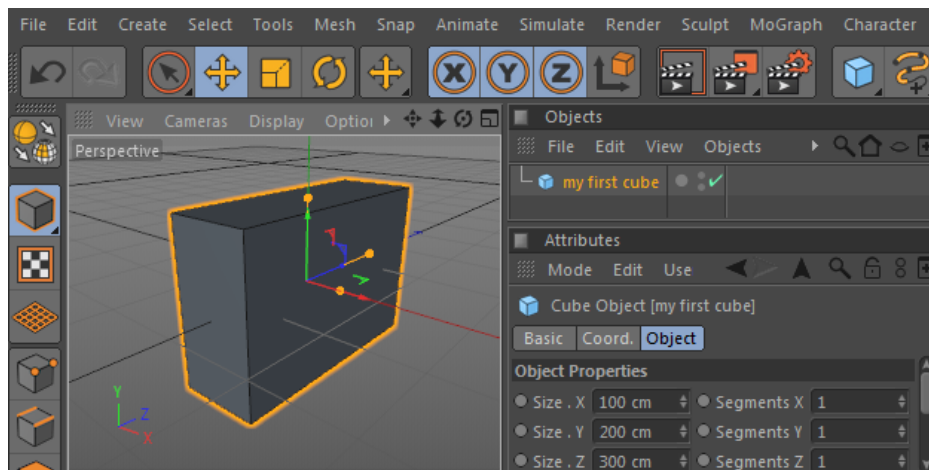 File Edit Create Select Tools Mesh Snap Animate Simulate Render Sculpt MoGraph Character
X Y Z
View Cameras Display Optio
Perspective
Y
Z
X
Objects
File Edit View Objects
my first cube
Attributes
Mode Edit Use
Cube Object [my first cube]
Basic Coord. Object
Object Properties
Size . X 100 cm Segments X 1
Size . Y 200 cm Segments Y 1
Size . Z 300 cm Segments Z 1